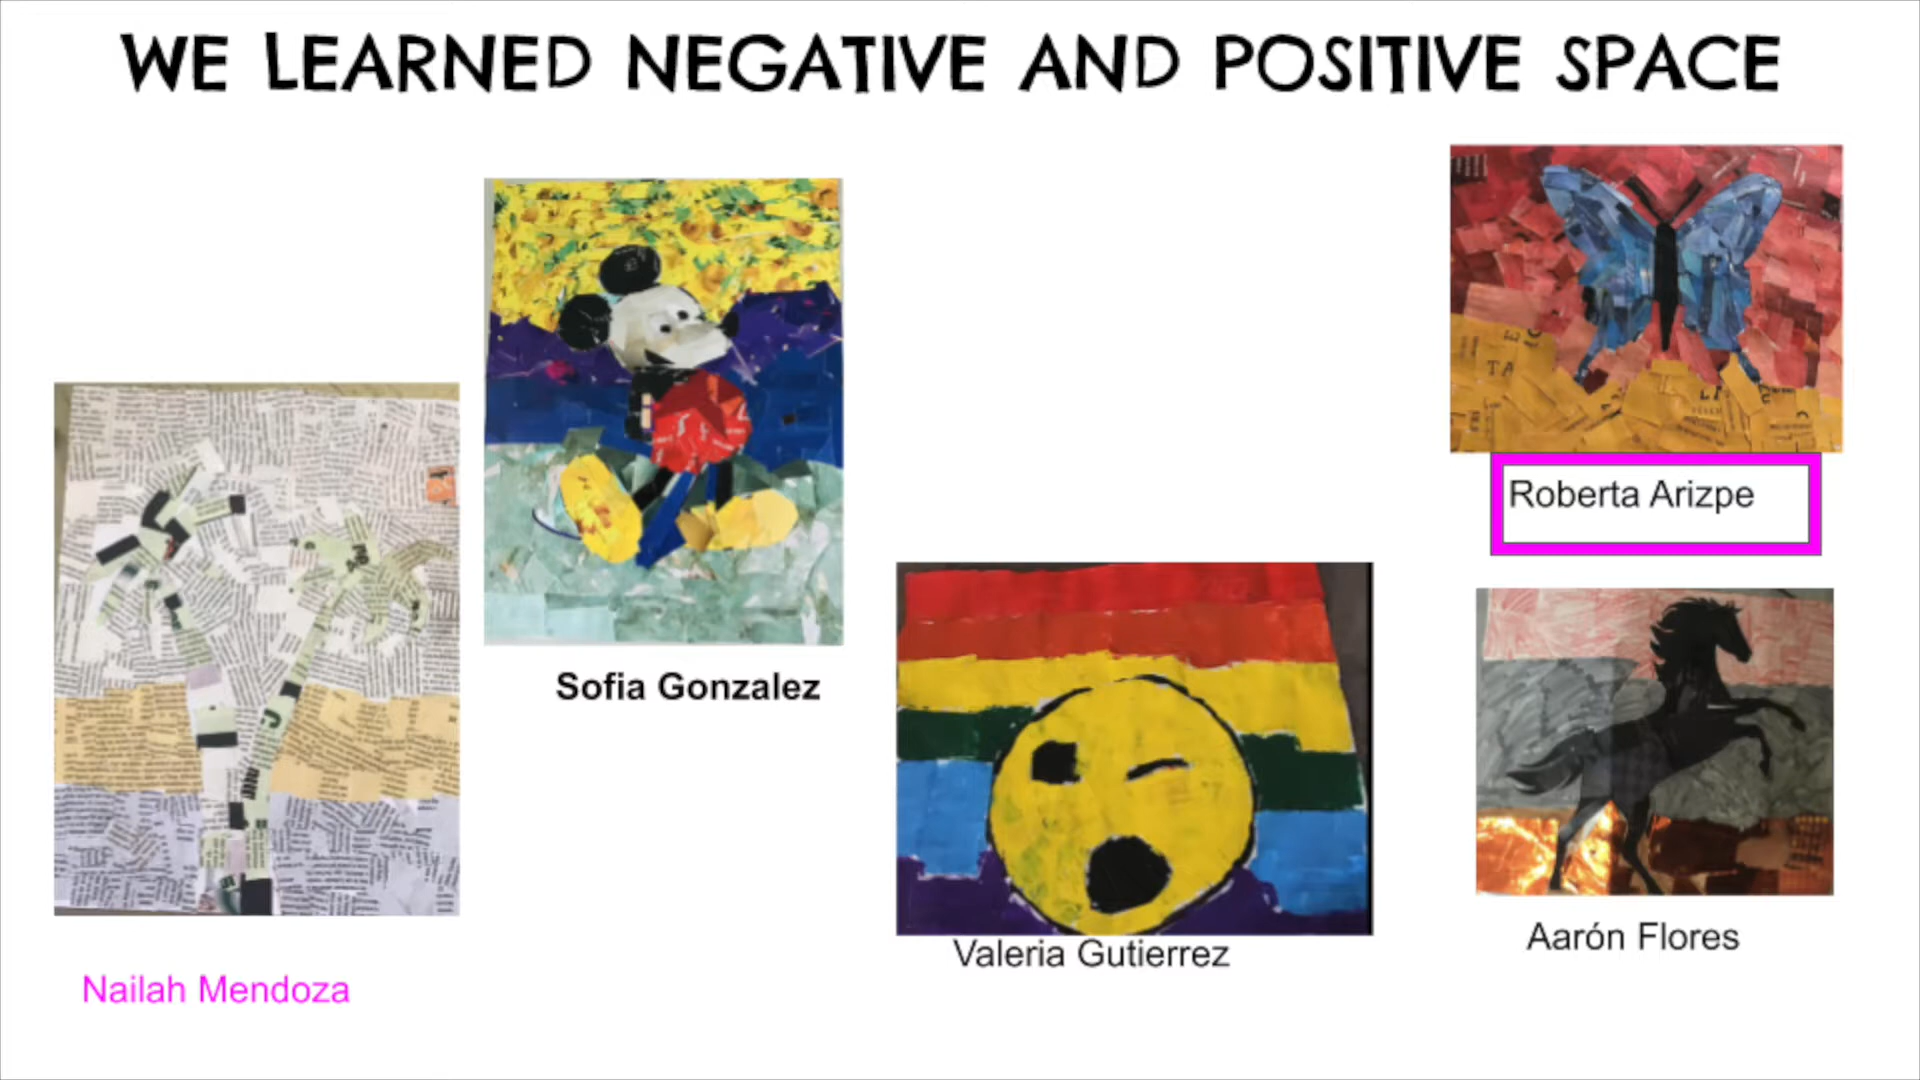 WE LEARNED NEGATIVE AND POSITIVE SPACE
Roberta Arizpe
Sofia Gonzalez
Valeria Gutierrez
Aarón Flores
Nailah Mendoza